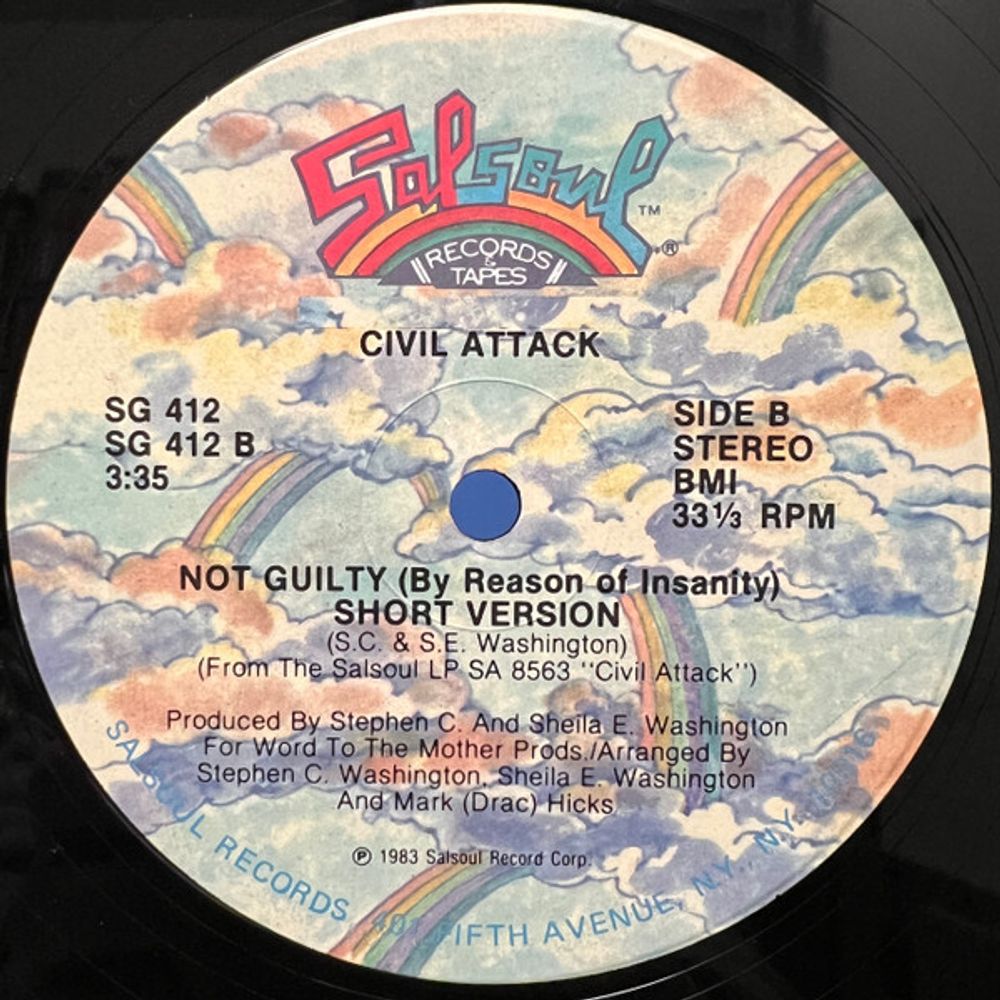 Salsoul TM
RECORDS & TAPES ®
CIVIL ATTACK
SG 412
SG 412 B
3:35
SIDE B
STEREO
BMI
33 1/3 RPM
NOT GUILTY (By Reason of Insanity)
SHORT VERSION
(S.C. & S.E. Washington)
(From The Salsoul LP SA 8563 "Civil Attack")
Produced By Stephen C. And Sheila E. Washington
For Word To The Mother Prods./Arranged By
Stephen C. Washington, Sheila E. Washington
And Mark (Drac) Hicks
℗ 1983 Salsoul Record Corp.
SALSOUL RECORDS 401 FIFTH AVENUE, N.Y., N.Y.